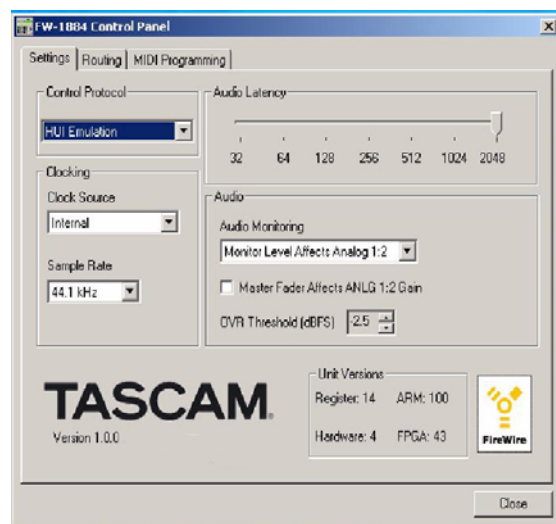 FW-1884 Control Panel
Settings Routing MIDI Programming
Control Protocol
HUI Emulation
Clocking
Clock Source
Internal
Sample Rate
44.1 kHz
Audio Latency
32 64 128 256 512 1024 2048
Audio
Audio Monitoring
Monitor Level Affects Analog 1:2
Master Fader Affects ANLG 1:2 Gain
OVR Threshold (dBFS) -2.5
TASCAM.
Version 1.0.0
Unit Versions
Register: 14 ARM: 100
Hardware: 4 FPGA: 43
FireWire
Close